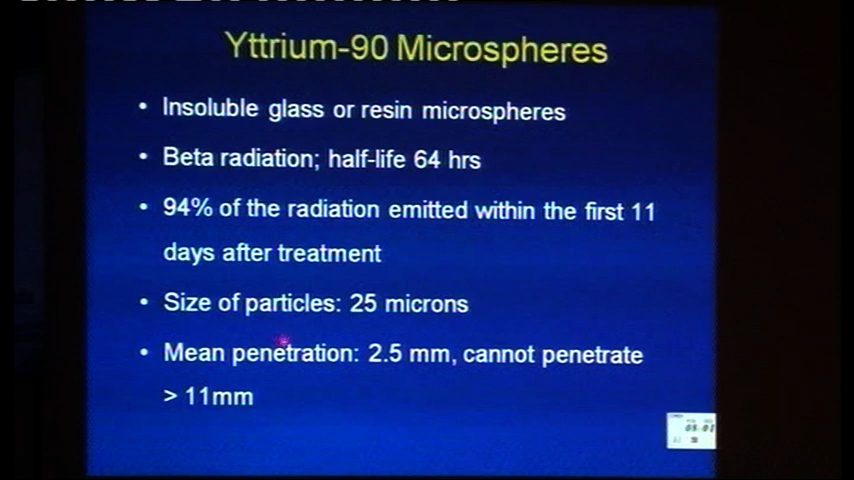 Yttrium-90 Microspheres
• Insoluble glass or resin microspheres
• Beta radiation; half-life 64 hrs
• 94% of the radiation emitted within the first 11
days after treatment
• Size of particles: 25 microns
• Mean penetration: 2.5 mm, cannot penetrate
> 11mm